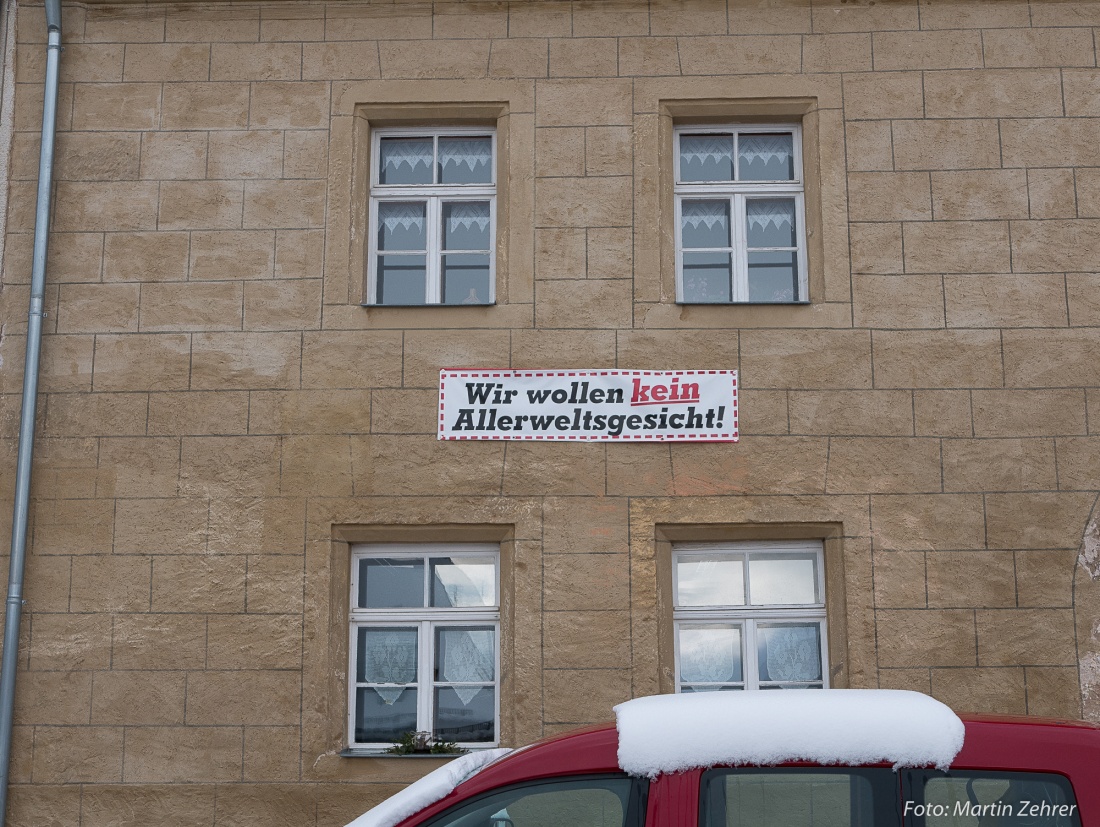 Wir wollen kein
Allerweltsgesicht!
Foto: Martin Zehrer